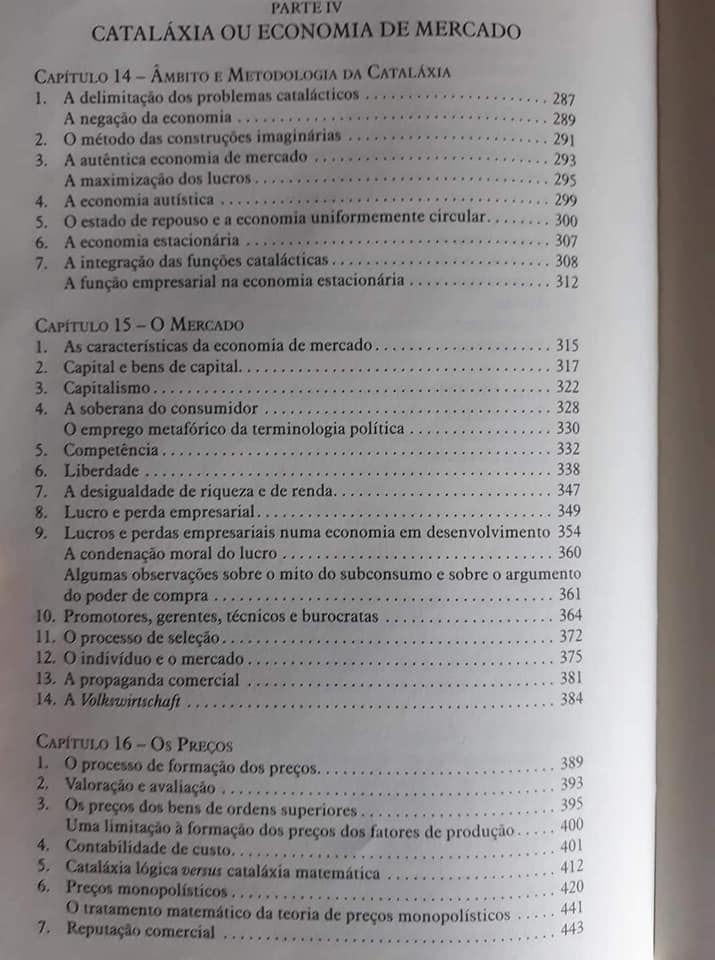 PARTE IV
CATALÁXIA OU ECONOMIA DE MERCADO
CAPÍTULO 14 – ÂMBITO E METODOLOGIA DA CATALÁXIA
1. A delimitação dos problemas catalácticos 287
A negação da economia 289
2. O método das construções imaginárias 291
3. A autêntica economia de mercado 293
A maximização dos lucros 295
4. A economia autística 299
5. O estado de repouso e a economia uniformemente circular 300
6. A economia estacionária 307
7. A integração das funções catalácticas 308
A função empresarial na economia estacionária 312
CAPÍTULO 15 – O MERCADO
1. As características da economia de mercado 315
2. Capital e bens de capital 317
3. Capitalismo 322
4. A soberana do consumidor 328
O emprego metafórico da terminologia política 330
5. Competência 332
6. Liberdade 338
7. A desigualdade de riqueza e de renda 347
8. Lucro e perda empresarial 349
9. Lucros e perdas empresariais numa economia em desenvolvimento 354
A condenação moral do lucro 360
Algumas observações sobre o mito do subconsumo e sobre o argumento
do poder de compra 361
10. Promotores, gerentes, técnicos e burocratas 364
11. O processo de seleção 372
12. O indivíduo e o mercado 375
13. A propaganda comercial 381
14. A Volkswirtschaft 384
CAPÍTULO 16 – OS PREÇOS
1. O processo de formação dos preços 389
2. Valoração e avaliação 393
3. Os preços dos bens de ordens superiores 395
Uma limitação à formação dos preços dos fatores de produção 400
4. Contabilidade de custo 401
5. Cataláxia lógica versus cataláxia matemática 412
6. Preços monopolísticos 420
O tratamento matemático da teoria de preços monopolísticos 441
7. Reputação comercial 443